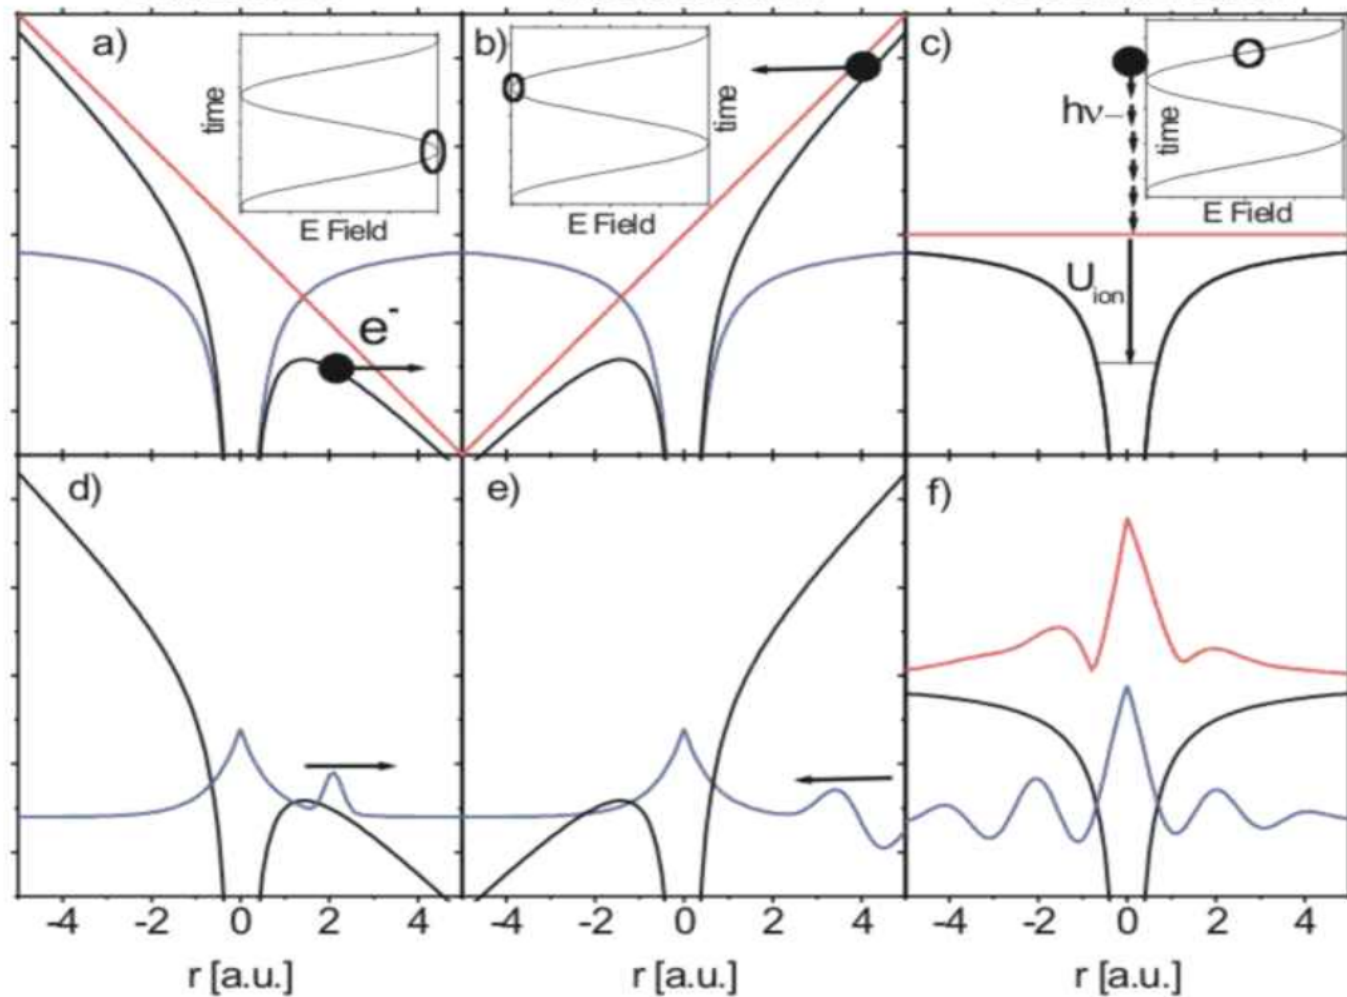 a)
time
E Field
e-
b)
time
E Field
c)
hν
time
E Field
Uion
d)
e)
f)
-4 -2 0 2 4
-4 -2 0 2 4
-4 -2 0 2 4
r [a.u.]
r [a.u.]
r [a.u.]